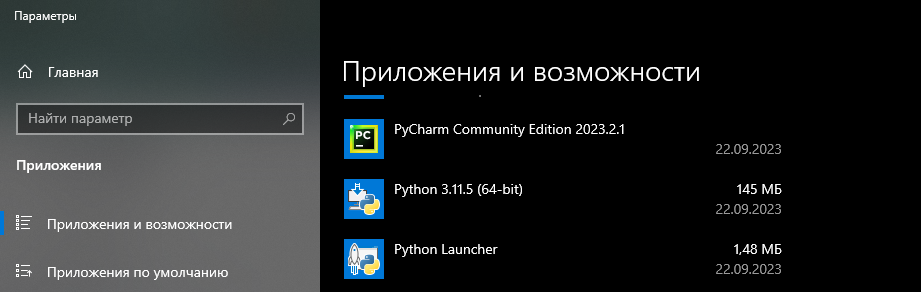 Параметры
Главная
Найти параметр
Приложения
Приложения и возможности
Приложения по умолчанию
Приложения и возможности
PC
PyCharm Community Edition 2023.2.1
22.09.2023
Python 3.11.5 (64-bit)
145 МБ
22.09.2023
Python Launcher
1,48 МБ
22.09.2023